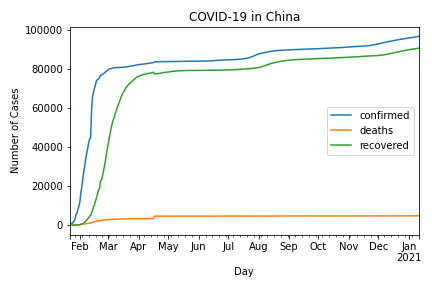 COVID-19 in China
100000
80000
60000
40000
20000
0
Number of Cases
confirmed
deaths
recovered
Feb Mar Apr May Jun Jul Aug Sep Oct Nov Dec Jan
2021
Day